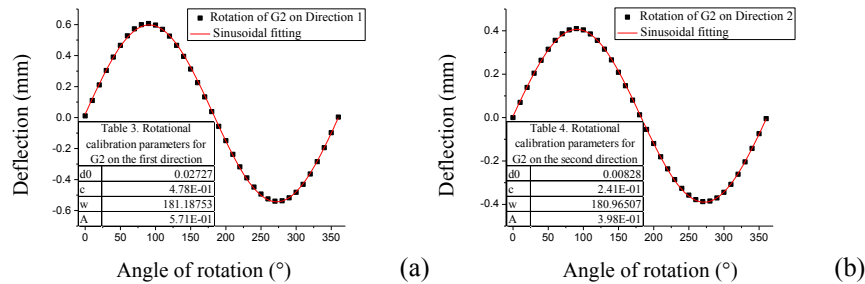 Rotation of G2 on Direction 1
Sinusoidal fitting
0.6
0.4
0.2
0.0
-0.2
-0.4
-0.6
Deflection (mm)
Table 3. Rotational
calibration parameters for
G2 on the first direction
d0 0.02727
c 4.78E-01
w 181.18753
A 5.71E-01
0 50 100 150 200 250 300 350
Angle of rotation (°)
(a)
Rotation of G2 on Direction 2
Sinusoidal fitting
0.4
0.2
0.0
-0.2
-0.4
Deflection (mm)
Table 4. Rotational
calibration parameters for
G2 on the second direction
d0 0.00828
c 2.41E-01
w 180.96507
A 3.98E-01
0 50 100 150 200 250 300 350
Angle of rotation (°)
(b)